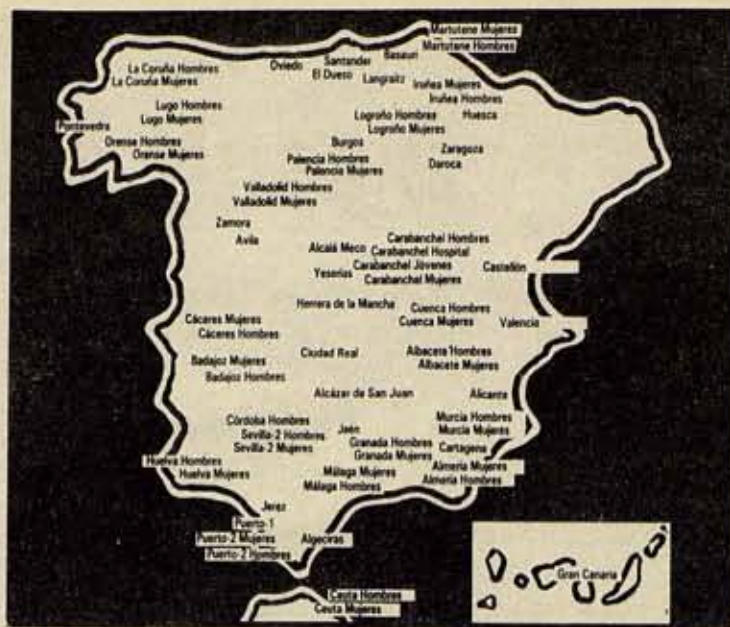 Martutene Mujeres
Martutene Hombres
Basauri
Santander
Oviedo
El Dueso
Langraitz
La Coruña Hombres
La Coruña Mujeres
Iruñea Mujeres
Iruñea Hombres
Lugo Hombres
Lugo Mujeres
Logroño Hombres
Logroño Mujeres
Huesca
Pontevedra
Orense Hombres
Orense Mujeres
Burgos
Zaragoza
Daroca
Palencia Hombres
Palencia Mujeres
Valladolid Hombres
Valladolid Mujeres
Zamora
Avila
Alcalá Meco
Carabanchel Hombres
Carabanchel Hospital
Carabanchel Jóvenes
Carabanchel Mujeres
Yeserías
Castellón
Herrera de la Mancha
Cuenca Hombres
Cuenca Mujeres
Valencia
Cáceres Mujeres
Cáceres Hombres
Ciudad Real
Albacete Hombres
Albacete Mujeres
Badajoz Mujeres
Badajoz Hombres
Alcázar de San Juan
Alicante
Córdoba Hombres
Sevilla-2 Hombres
Sevilla-2 Mujeres
Jaén
Murcia Hombres
Murcia Mujeres
Granada Hombres
Granada Mujeres
Cartagena
Huelva Hombres
Huelva Mujeres
Málaga Mujeres
Málaga Hombres
Almería Mujeres
Almería Hombres
Jerez
Puerto-1
Puerto-2 Mujeres
Puerto-2 Hombres
Algeciras
Gran Canaria
Ceuta Hombres
Ceuta Mujeres